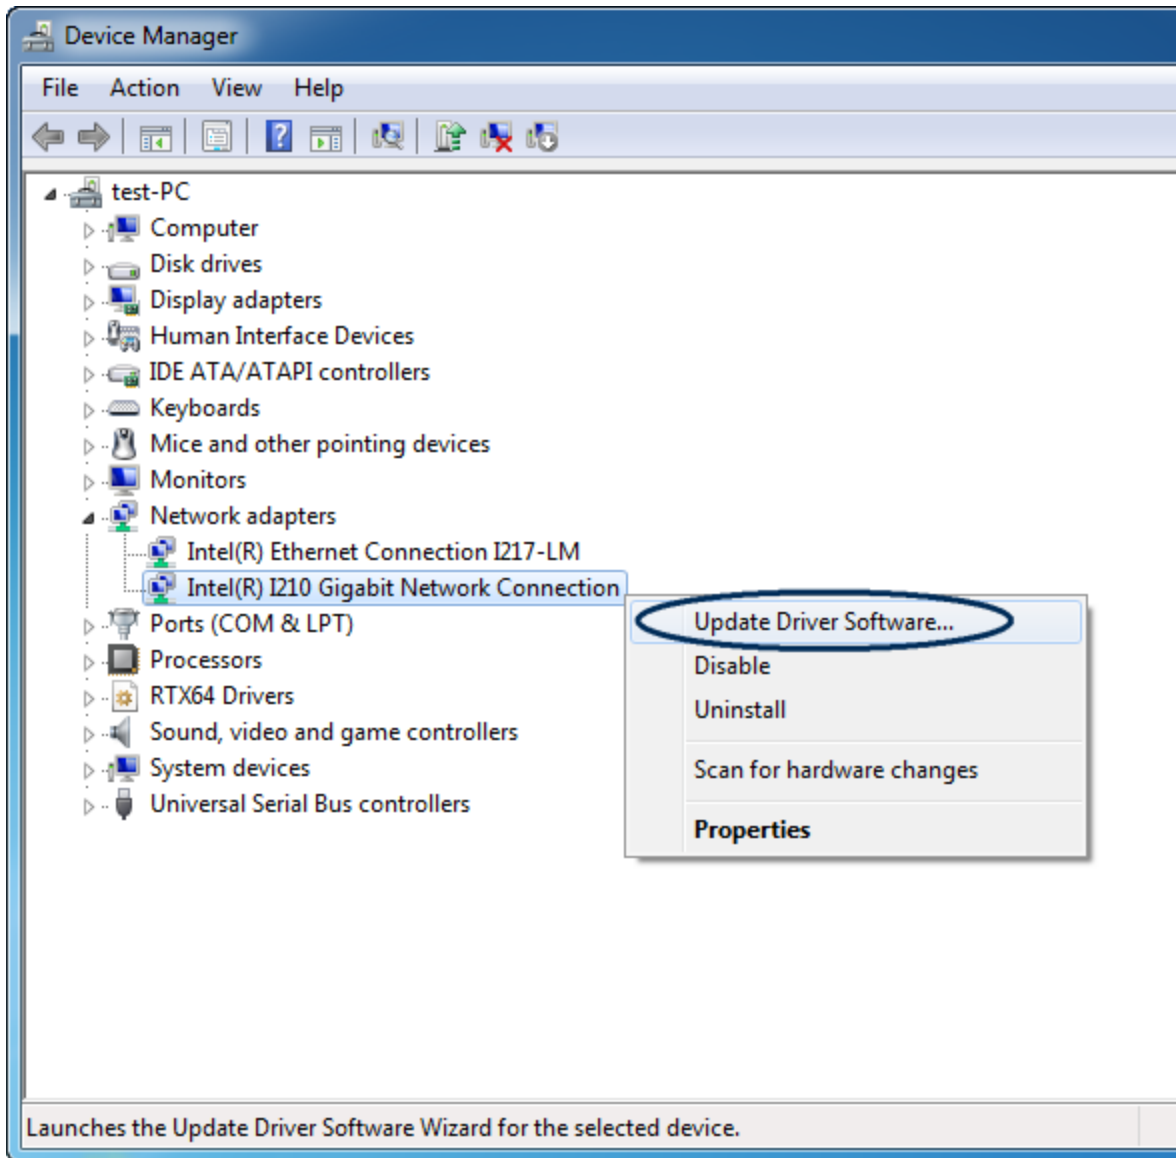 Device Manager
File Action View Help
test-PC
Computer
Disk drives
Display adapters
Human Interface Devices
IDE ATA/ATAPI controllers
Keyboards
Mice and other pointing devices
Monitors
Network adapters
Intel(R) Ethernet Connection I217-LM
Intel(R) I210 Gigabit Network Connection
Ports (COM & LPT)
Processors
RTX64 Drivers
Sound, video and game controllers
System devices
Universal Serial Bus controllers
Update Driver Software...
Disable
Uninstall
Scan for hardware changes
Properties
Launches the Update Driver Software Wizard for the selected device.